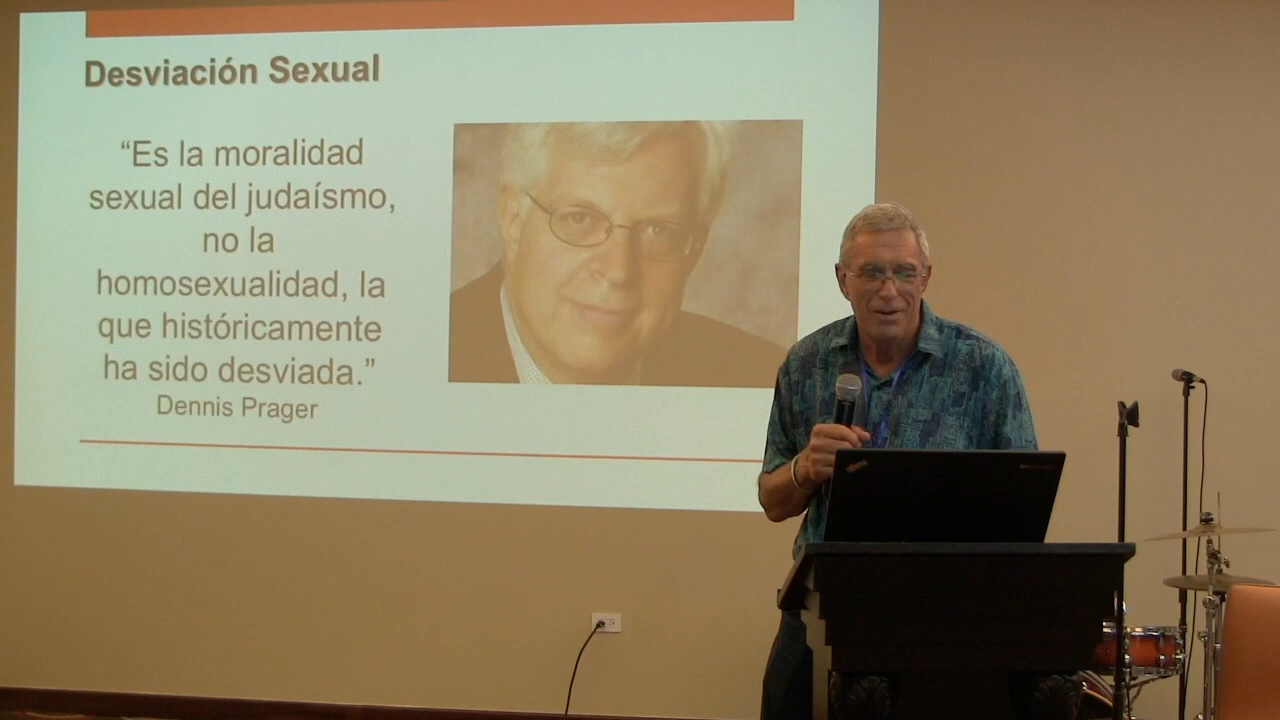 Desviación Sexual
“Es la moralidad
sexual del judaísmo,
no la
homosexualidad, la
que históricamente
ha sido desviada.”
Dennis Prager
ThinkPad